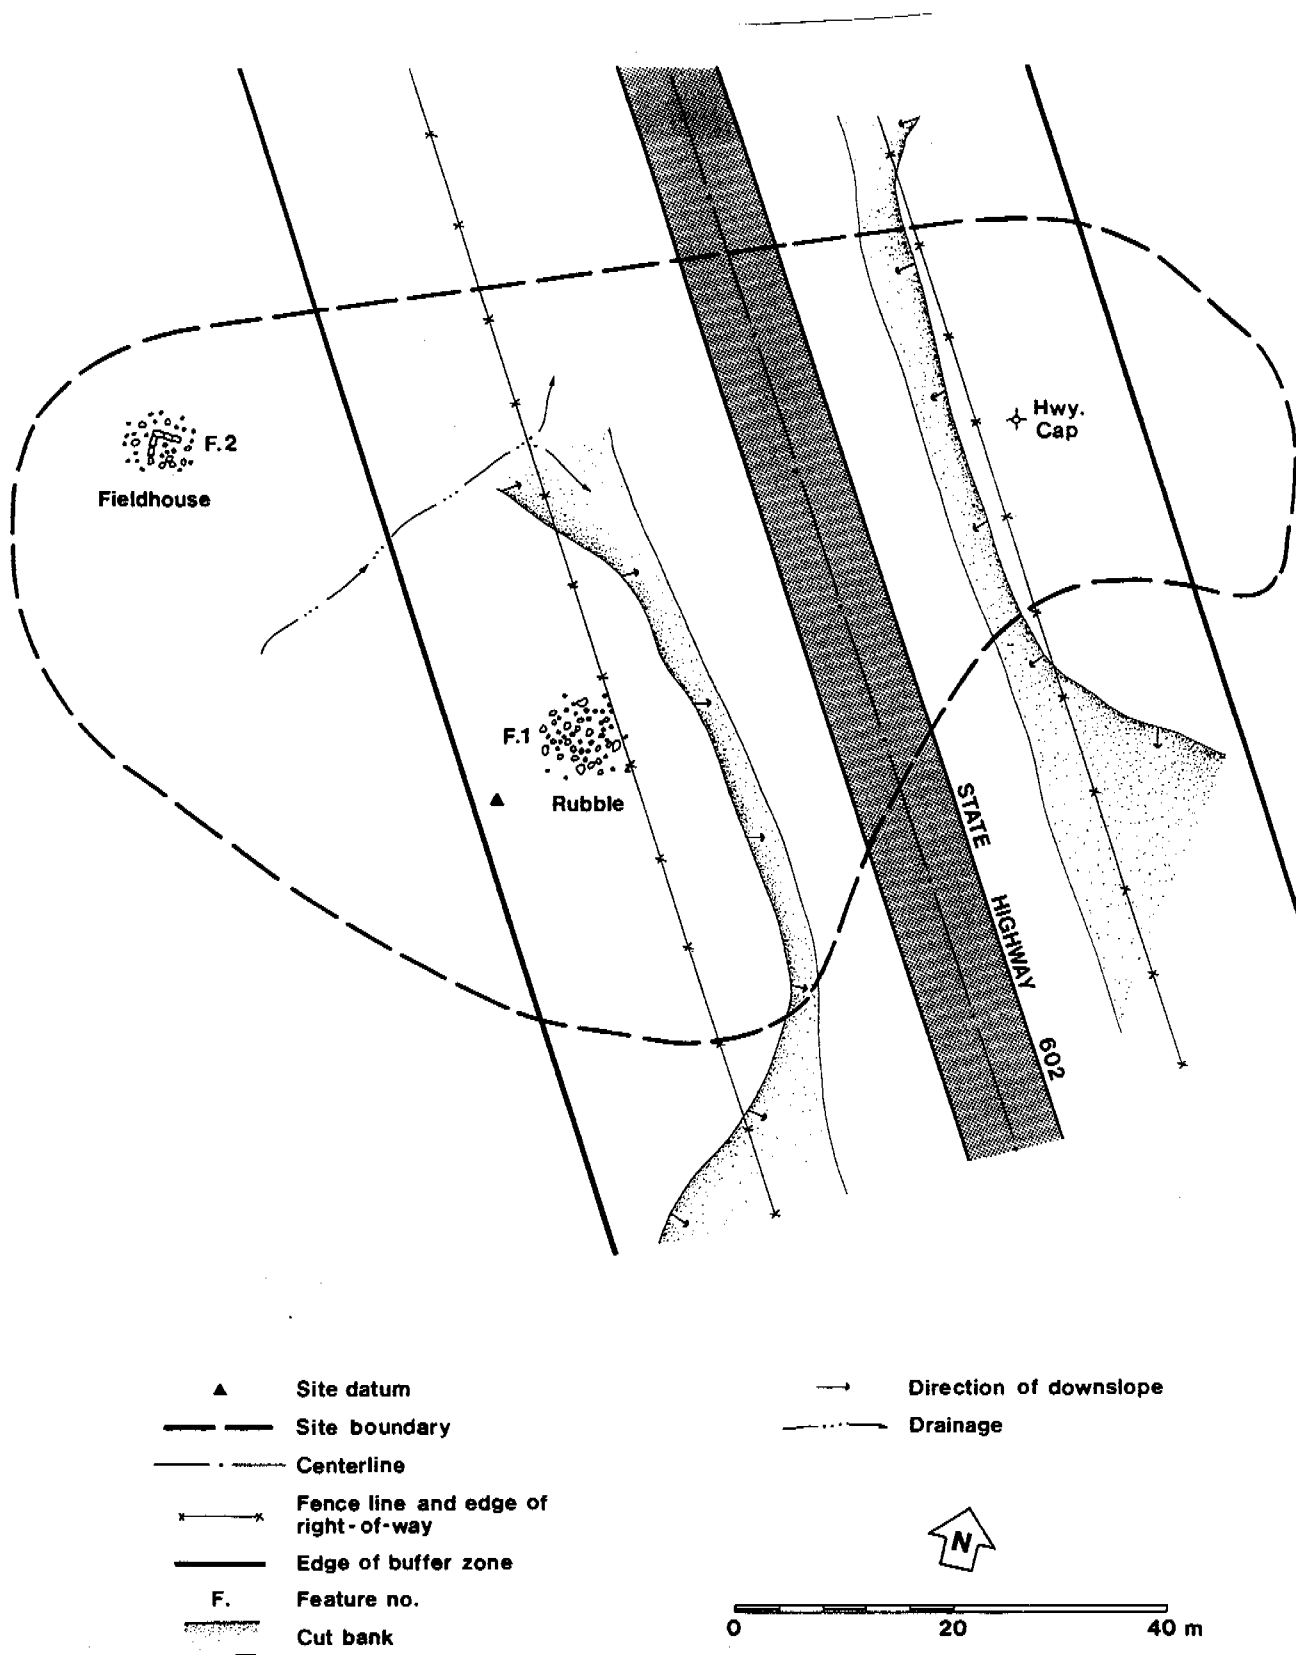 F.2
Fieldhouse
Hwy.
Cap
F.1
Rubble
STATE HIGHWAY 602
Site datum
Site boundary
Centerline
Fence line and edge of
right-of-way
Edge of buffer zone
F. Feature no.
Cut bank
Direction of downslope
Drainage
N
0 20 40 m